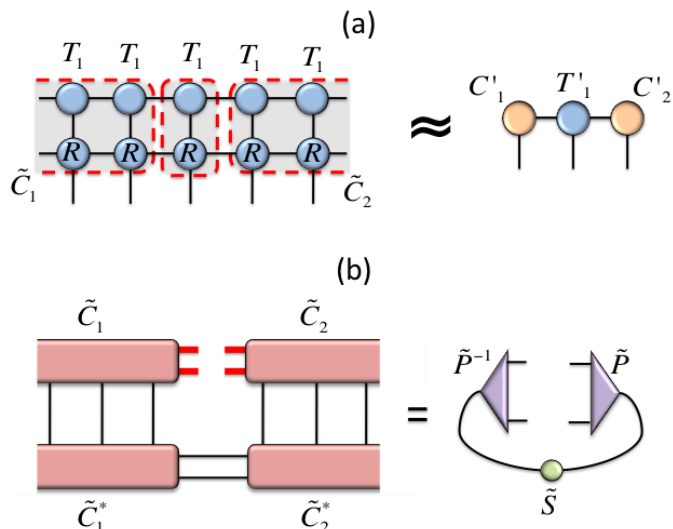 (a)
T₁ T₁ T₁ T₁ T₁
R R R R R
C̃₁ C̃₂
≈
C'₁ T'₁ C'₂
(b)
C̃₁ C̃₂
C̃₁* C̃₂*
=
P̃⁻¹ P̃
S̃